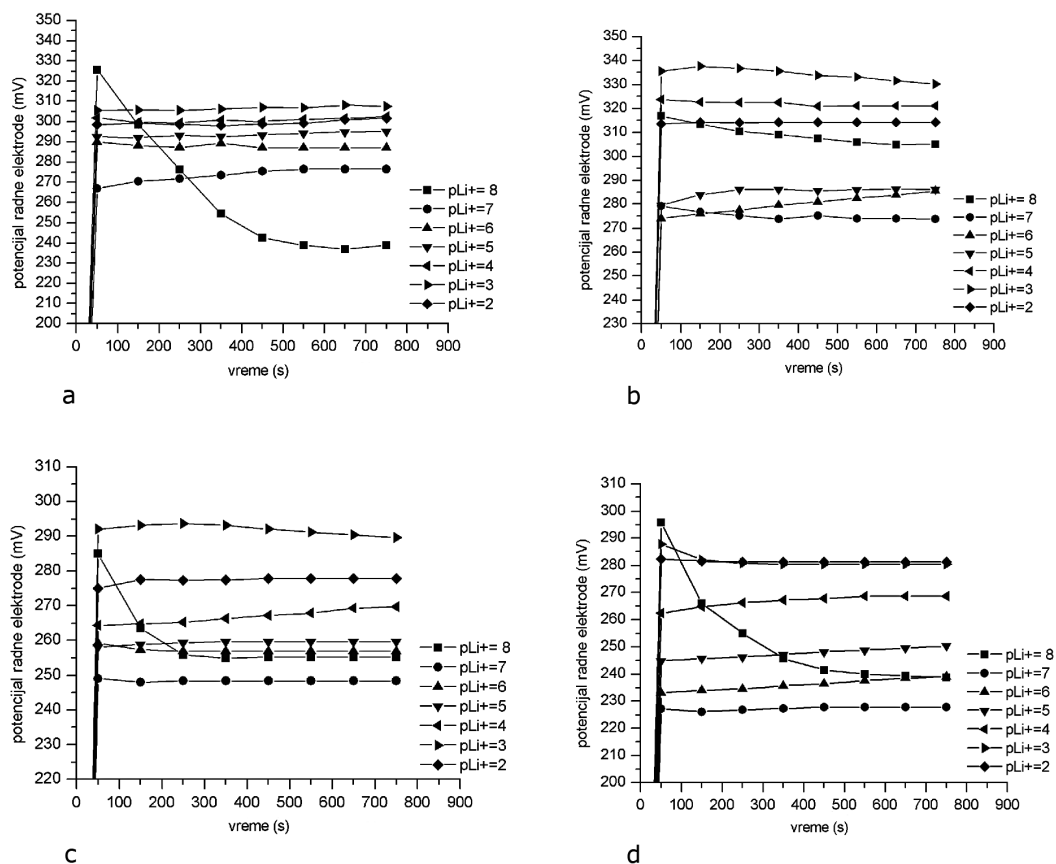 potencijal radne elektrode (mV)
350
340
330
320
310
300
290
280
270
260
250
240
230
220
210
200
pLi+= 8
pLi+=7
pLi+=6
pLi+=5
pLi+=4
pLi+=3
pLi+=2
0 100 200 300 400 500 600 700 800 900
vreme (s)
a
potencijal radne elektrode (mV)
350
340
330
320
310
300
290
280
270
260
250
240
230
pLi+= 8
pLi+=7
pLi+=6
pLi+=5
pLi+=4
pLi+=3
pLi+=2
0 100 200 300 400 500 600 700 800 900
vreme (s)
b
potencijal radne elektrode (mV)
310
300
290
280
270
260
250
240
230
220
pLi+= 8
pLi+=7
pLi+=6
pLi+=5
pLi+=4
pLi+=3
pLi+=2
0 100 200 300 400 500 600 700 800 900
vreme (s)
c
potencijal radne elektrode (mV)
310
300
290
280
270
260
250
240
230
220
210
200
pLi+= 8
pLi+=7
pLi+=6
pLi+=5
pLi+=4
pLi+=3
pLi+=2
0 100 200 300 400 500 600 700 800 900
vreme (s)
d